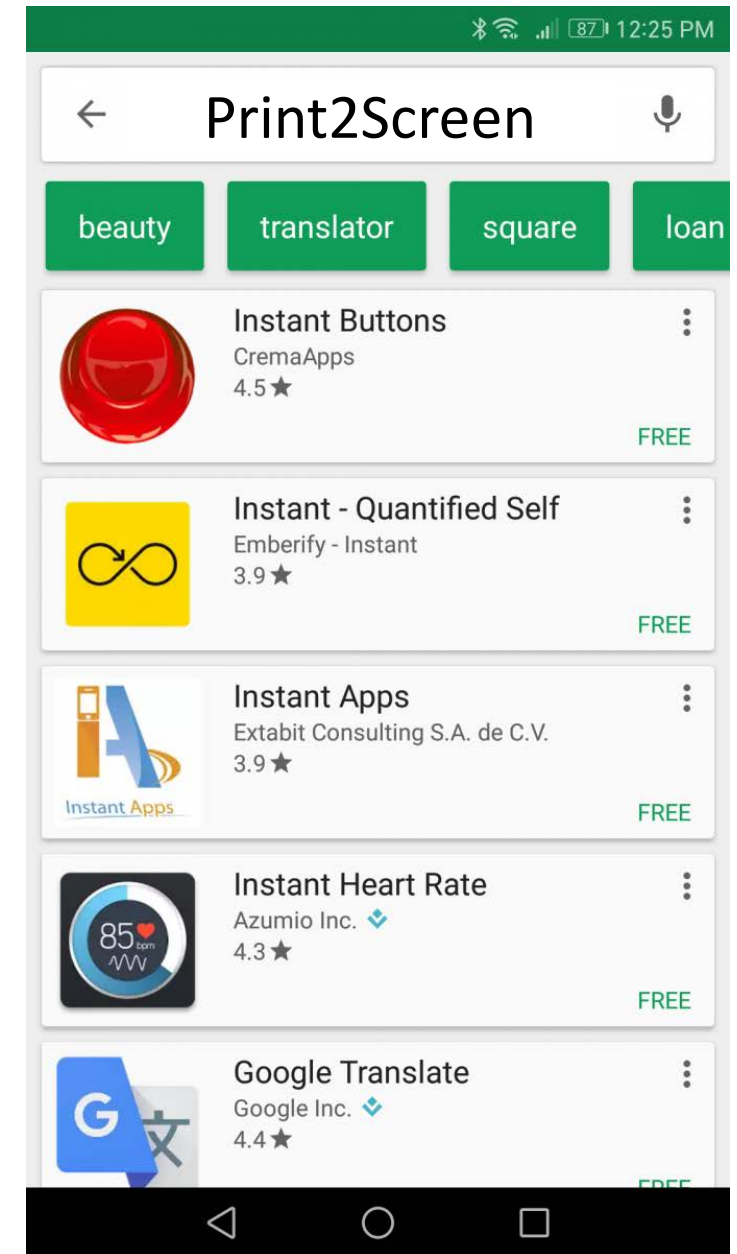 87 12:25 PM
Print2Screen
beauty translator square loan
Instant Buttons
CremaApps
4.5★
FREE
Instant - Quantified Self
Emberify - Instant
3.9★
FREE
Instant Apps
Extabit Consulting S.A. de C.V.
3.9★
Instant Apps
FREE
Instant Heart Rate
Azumio Inc.
85 bpm
4.3★
FREE
Google Translate
Google Inc.
G 文
4.4★
FREE